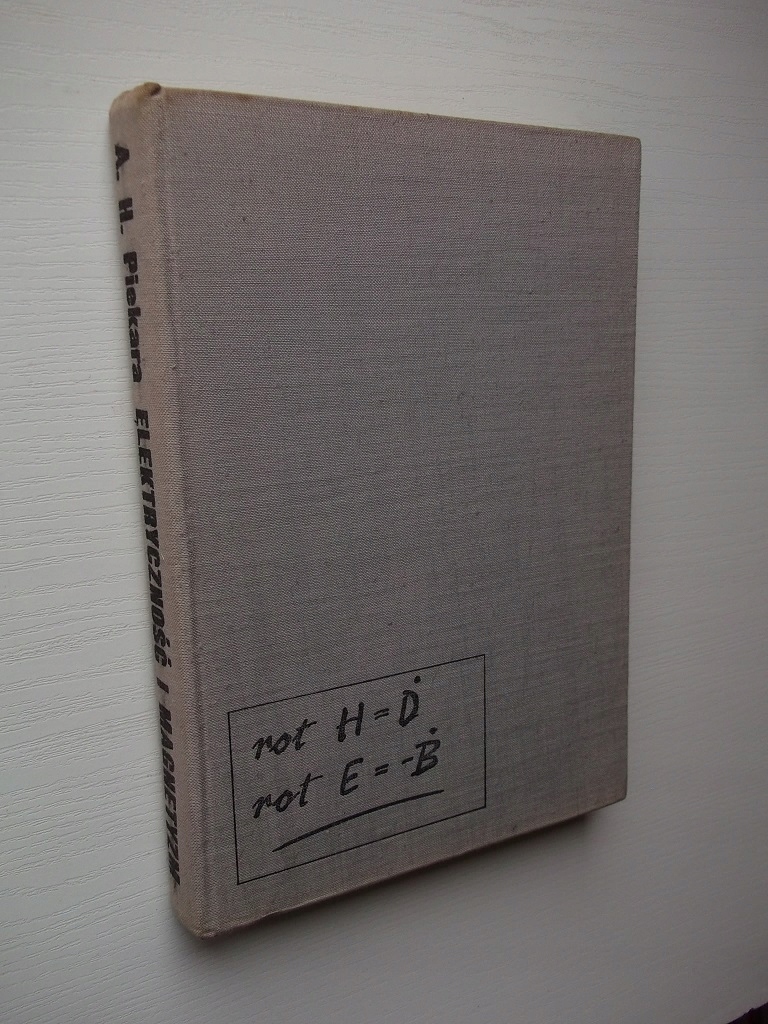 A. H. Piekara ELEKTRYCZNOŚĆ I MAGNETYZM
rot H = Ḋ
rot E = -Ḃ